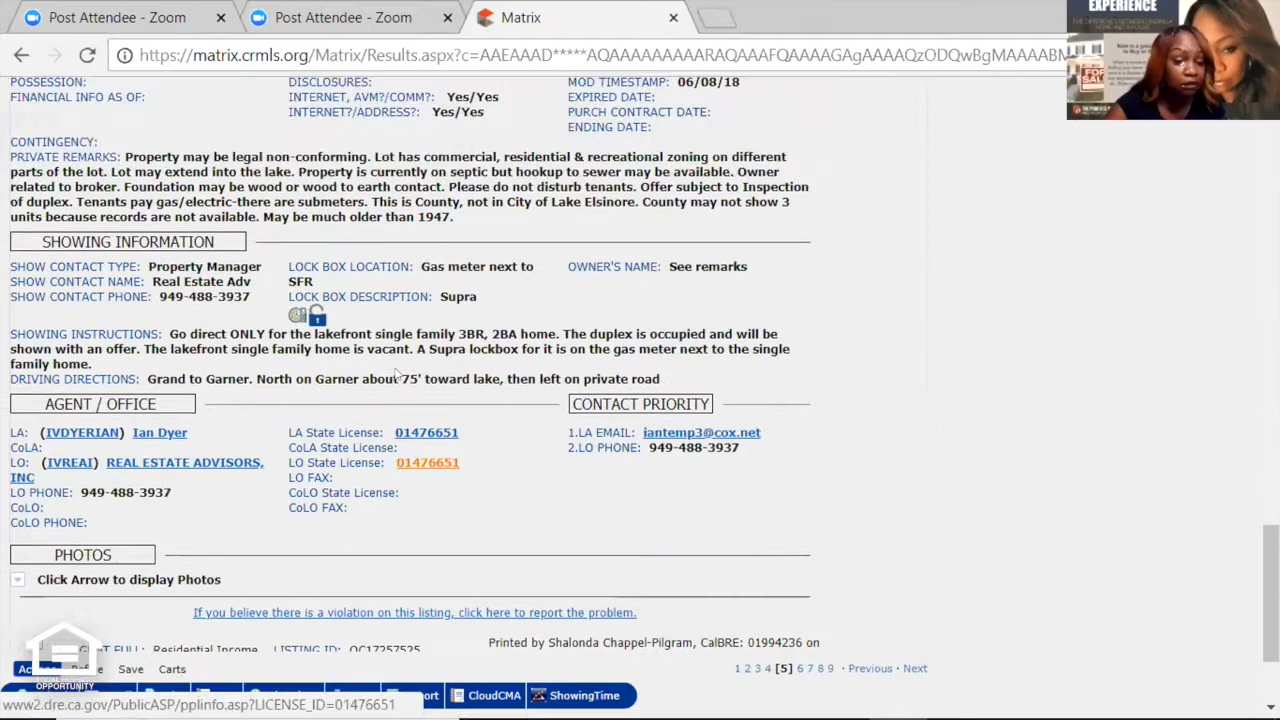 Post Attendee - Zoom
Post Attendee - Zoom
Matrix
EXPERIENCE
https://matrix.crmls.org/Matrix/Results.aspx?c=AAEAAAD*****AQAAAAAAAAARAQAAAFQAAAAGAgAAAAQzODQwBgMAAAABM
FOR
SALE
POSSESSION: DISCLOSURES: MOD TIMESTAMP: 06/08/18
FINANCIAL INFO AS OF: INTERNET, AVM?/COMM?: Yes/Yes EXPIRED DATE:
INTERNET?/ADDRESS?: Yes/Yes PURCH CONTRACT DATE:
ENDING DATE:
CONTINGENCY:
PRIVATE REMARKS: Property may be legal non-conforming. Lot has commercial, residential & recreational zoning on different
parts of the lot. Lot may extend into the lake. Property is currently on septic but hookup to sewer may be available. Owner
related to broker. Foundation may be wood or wood to earth contact. Please do not disturb tenants. Offer subject to Inspection
of duplex. Tenants pay gas/electric-there are submeters. This is County, not in City of Lake Elsinore. County may not show 3
units because records are not available. May be much older than 1947.
SHOWING INFORMATION
SHOW CONTACT TYPE: Property Manager LOCK BOX LOCATION: Gas meter next to OWNER'S NAME: See remarks
SHOW CONTACT NAME: Real Estate Adv SFR
SHOW CONTACT PHONE: 949-488-3937 LOCK BOX DESCRIPTION: Supra
SHOWING INSTRUCTIONS: Go direct ONLY for the lakefront single family 3BR, 2BA home. The duplex is occupied and will be
shown with an offer. The lakefront single family home is vacant. A Supra lockbox for it is on the gas meter next to the single
family home.
DRIVING DIRECTIONS: Grand to Garner. North on Garner about 75' toward lake, then left on private road
AGENT / OFFICE CONTACT PRIORITY
LA: (IVDYERIAN) Ian Dyer LA State License: 01476651 1.LA EMAIL: iantemp3@cox.net
CoLA: CoLA State License: 2.LO PHONE: 949-488-3937
LO: (IVREAI) REAL ESTATE ADVISORS, LO State License: 01476651
INC LO FAX:
LO PHONE: 949-488-3937 CoLO State License:
CoLO: CoLO FAX:
CoLO PHONE:
PHOTOS
Click Arrow to display Photos
If you believe there is a violation on this listing, click here to report the problem.
Printed by Shalonda Chappel-Pilgram, CalBRE: 01994236 on
FULL: Residential Income LISTING ID: OC17257525
Save Carts 1 2 3 4 [5] 6 7 8 9 · Previous · Next
OPPORTUNITY
CloudCMA ShowingTime
www2.dre.ca.gov/PublicASP/pplinfo.asp?LICENSE_ID=01476651